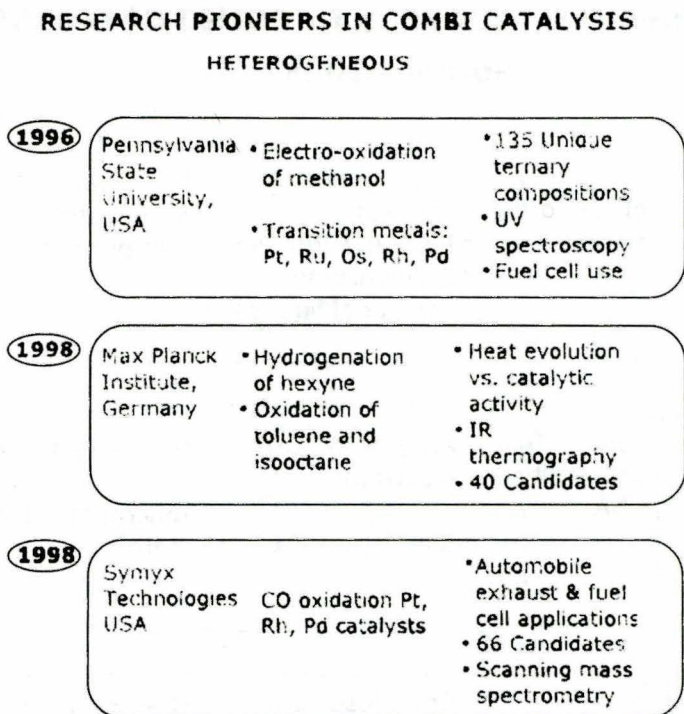 RESEARCH PIONEERS IN COMBI CATALYSIS
HETEROGENEOUS
1996
Pennsylvania
State
University,
USA
• Electro-oxidation
of methanol
• Transition metals:
Pt, Ru, Os, Rh, Pd
• 135 Unique
ternary
compositions
• UV
spectroscopy
• Fuel cell use
1998
Max Planck
Institute,
Germany
• Hydrogenation
of hexyne
• Oxidation of
toluene and
isooctane
• Heat evolution
vs. catalytic
activity
• IR
thermography
• 40 Candidates
1998
Symyx
Technologies
USA
CO oxidation Pt,
Rh, Pd catalysts
• Automobile
exhaust & fuel
cell applications
• 66 Candidates
• Scanning mass
spectrometry